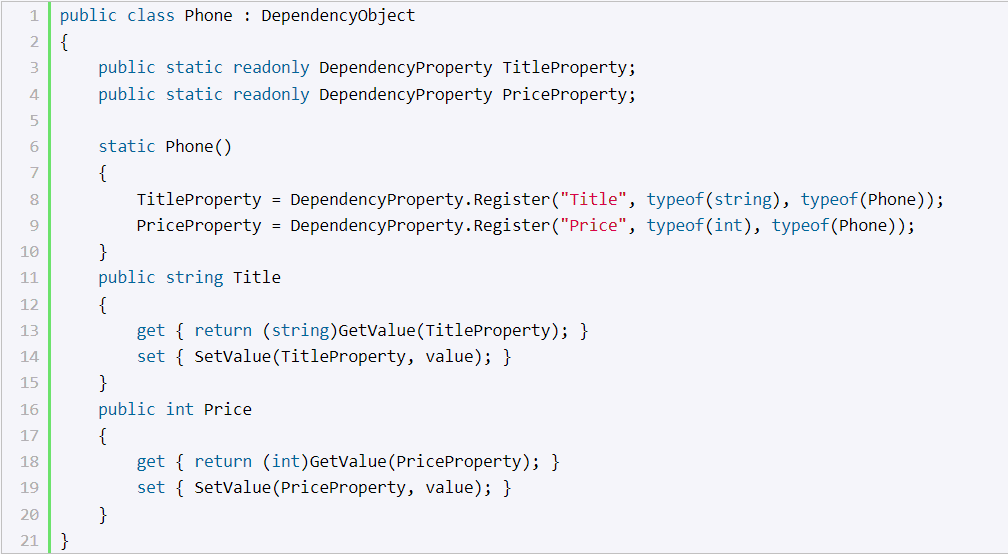 1 public class Phone : DependencyObject
2 {
3     public static readonly DependencyProperty TitleProperty;
4     public static readonly DependencyProperty PriceProperty;
5
6     static Phone()
7     {
8         TitleProperty = DependencyProperty.Register("Title", typeof(string), typeof(Phone));
9         PriceProperty = DependencyProperty.Register("Price", typeof(int), typeof(Phone));
10     }
11     public string Title
12     {
13         get { return (string)GetValue(TitleProperty); }
14         set { SetValue(TitleProperty, value); }
15     }
16     public int Price
17     {
18         get { return (int)GetValue(PriceProperty); }
19         set { SetValue(PriceProperty, value); }
20     }
21 }